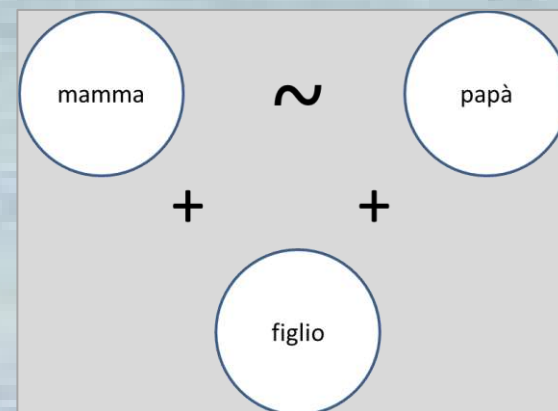 mamma ~ papà
+ +
figlio